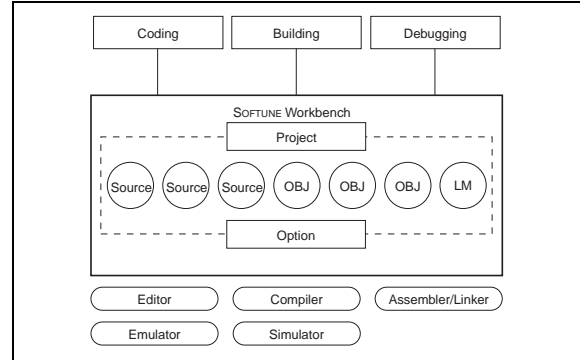 Coding Building Debugging
SOFTUNE Workbench
Project
Source Source Source OBJ OBJ OBJ LM
Option
Editor Compiler Assembler/Linker
Emulator Simulator